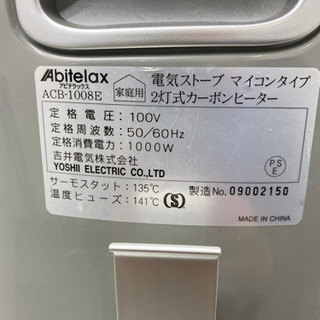 Abitelax
アビテラックス
ACB-1008E
家庭用
電気ストーブ マイコンタイプ
2灯式カーボンヒーター
定格電圧：100V
定格周波数：50/60Hz
定格消費電力：1000W
吉井電気株式会社
YOSHII ELECTRIC CO.,LTD
PSE
サーモスタット：135℃
温度ヒューズ：141℃
S
製造No.09002150
MADE IN CHINA